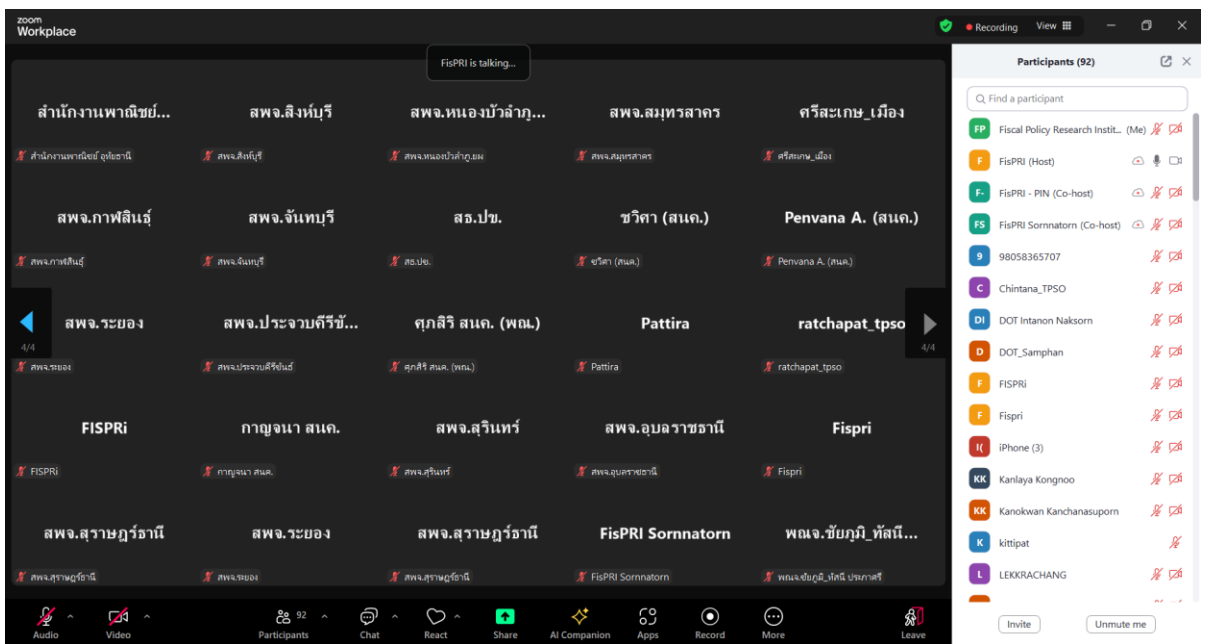 zoom
Workplace
Recording
View
FisPRI is talking...
สำนักงานพาณิชย์...
สพจ.สิงห์บุรี
สพจ.หนองบัวลำภู...
สพจ.สมุทรสาคร
ศรีสะเกษ_เมือง
สำนักงานพาณิชย์ อุทัยธานี
สพจ.สิงห์บุรี
สพจ.หนองบัวลำภู.ยผ
สพจ.สมุทรสาคร
ศรีสะเกษ_เมือง
สพจ.กาฬสินธุ์
สพจ.จันทบุรี
สธ.ปข.
ชวิศา (สนค.)
Penvana A. (สนค.)
สพจ.กาฬสินธุ์
สพจ.จันทบุรี
สธ.ปข.
ชวิศา (สนค.)
Penvana A. (สนค.)
สพจ.ระยอง
สพจ.ประจวบคีรีขั...
ศุภสิริ สนค. (พณ.)
Pattira
ratchapat_tpso
4/4
4/4
สพจ.ระยอง
สพจ.ประจวบคีรีขันธ์
ศุภสิริ สนค. (พณ.)
Pattira
ratchapat_tpso
FISPRi
กาญจนา สนค.
สพจ.สุรินทร์
สพจ.อุบลราชธานี
Fispri
FISPRi
กาญจนา สนค.
สพจ.สุรินทร์
สพจ.อุบลราชธานี
Fispri
สพจ.สุราษฎร์ธานี
สพจ.ระยอง
สพจ.สุราษฎร์ธานี
FisPRI Sornnatorn
พณจ.ชัยภูมิ_ทัสนี...
สพจ.สุราษฎร์ธานี
สพจ.ระยอง
สพจ.สุราษฎร์ธานี
FisPRI Sornnatorn
พณจ.ชัยภูมิ_ทัสนี ประภาศรี
Participants (92)
Find a participant
FP Fiscal Policy Research Instit... (Me)
F FisPRI (Host)
F- FisPRI - PIN (Co-host)
FS FisPRI Sornnatorn (Co-host)
9 98058365707
C Chintana_TPSO
DI DOT Intanon Naksorn
D DOT_Samphan
F FISPRi
F Fispri
I( iPhone (3)
KK Kanlaya Kongnoo
KK Kanokwan Kanchanasuporn
K kittipat
L LEKKRACHANG
Invite
Unmute me
Audio
Video
92
Participants
Chat
React
Share
AI Companion
Apps
Record
More
Leave